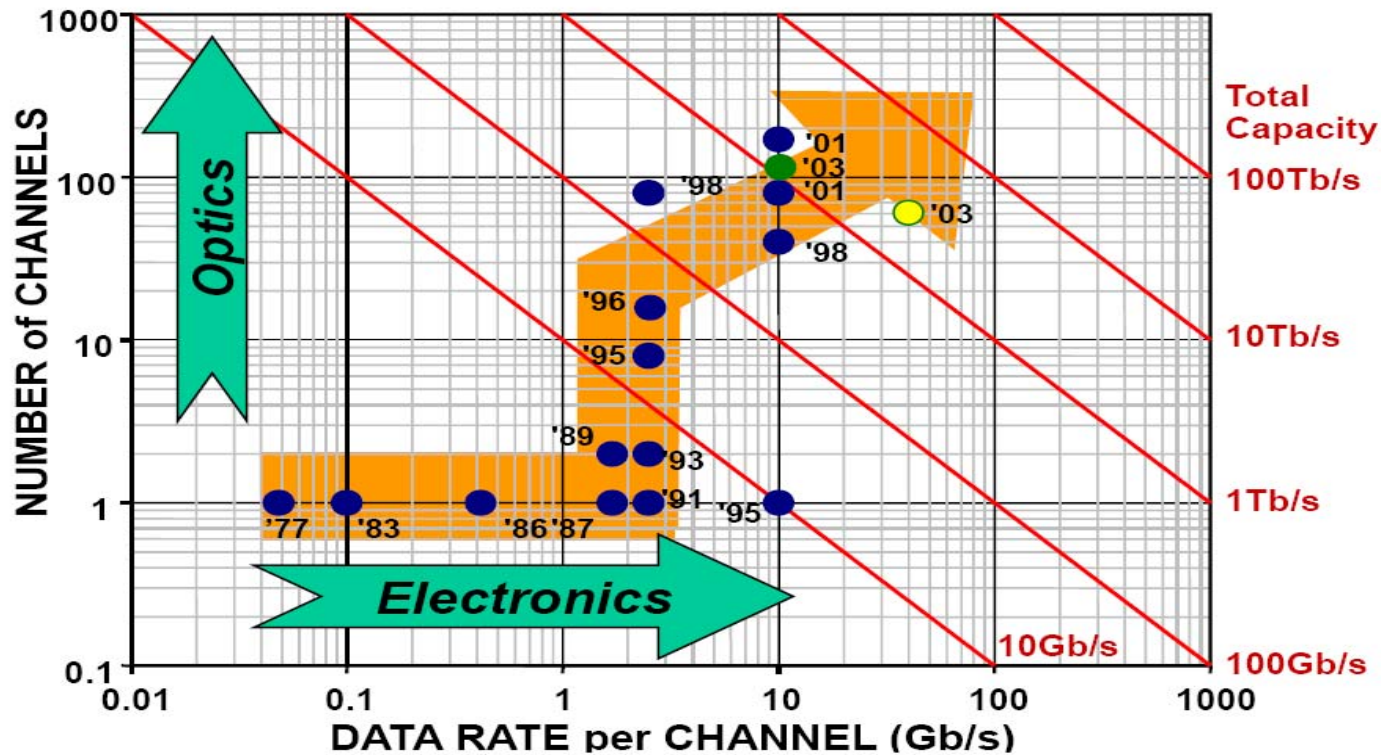 NUMBER of CHANNELS
1000
100
10
1
0.1
Optics
Electronics
'01
'03
'98
'01
'03
'98
'96
'95
'89
'93
'91
'77
'83
'86
'87
'95
Total
Capacity
100Tb/s
10Tb/s
1Tb/s
100Gb/s
10Gb/s
0.01
0.1
1
10
100
1000
DATA RATE per CHANNEL (Gb/s)